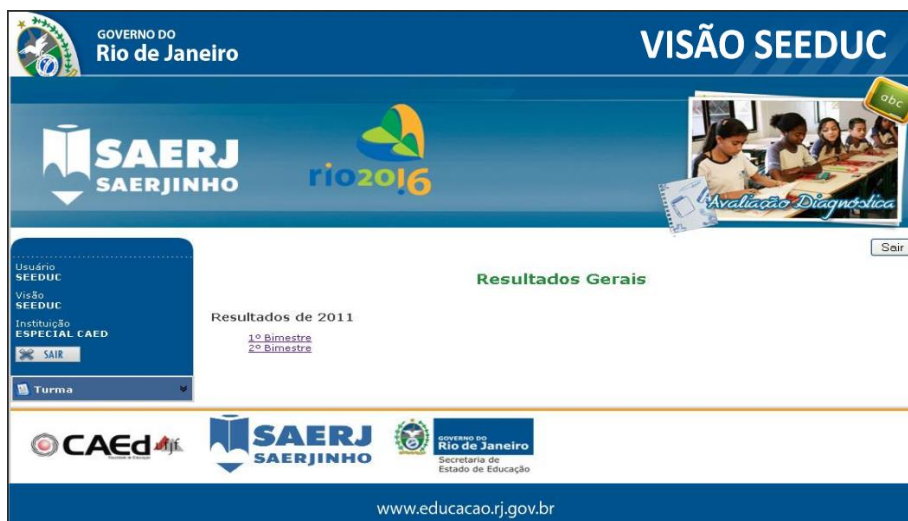 GOVERNO DO
Rio de Janeiro
VISÃO SEEDUC
SAERJ
SAERJINHO
rio2016
abc
Avaliação Diagnóstica
Sair
Usuário
SEEDUC
Visão
SEEDUC
Instituição
ESPECIAL CAED
SAIR
Turma
Resultados Gerais
Resultados de 2011
1º Bimestre
2º Bimestre
CAEd ufjf
SAERJ
SAERJINHO
GOVERNO DO
Rio de Janeiro
Secretaria de
Estado de Educação
www.educacao.rj.gov.br